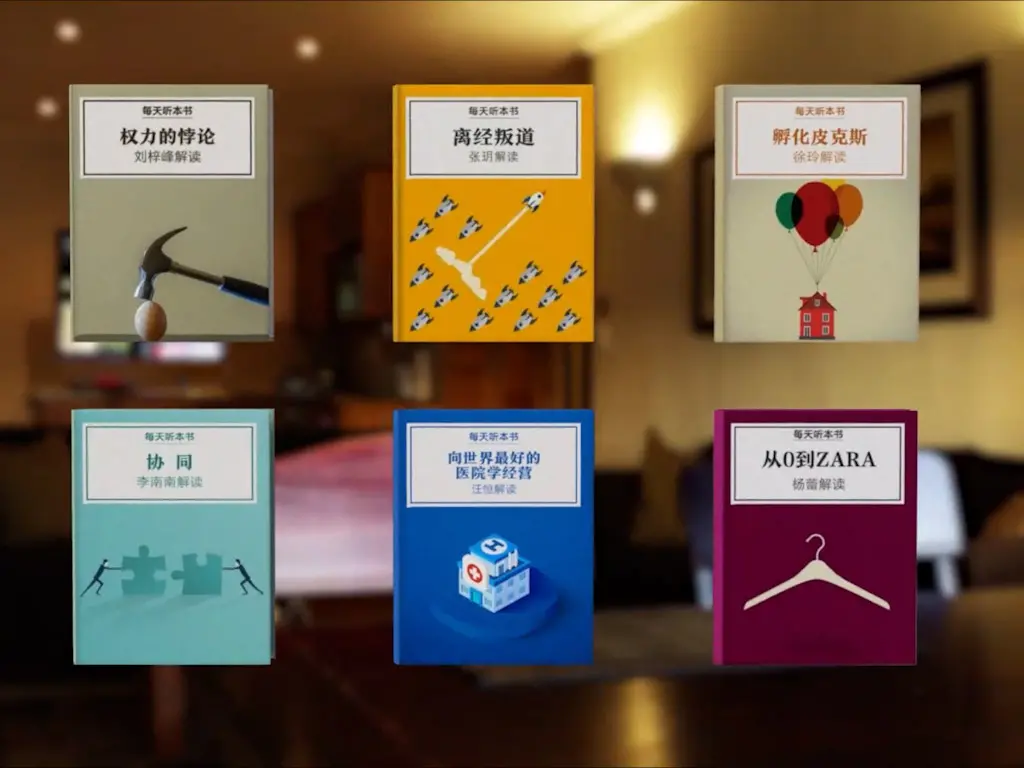 每天听本书
权力的悖论
刘梓峰解读
每天听本书
离经叛道
张玥解读
每天听本书
孵化皮克斯
徐玲解读
每天听本书
协 同
李南南解读
每天听本书
向世界最好的
医院学经营
汪恒解读
每天听本书
从0到ZARA
杨蕾解读